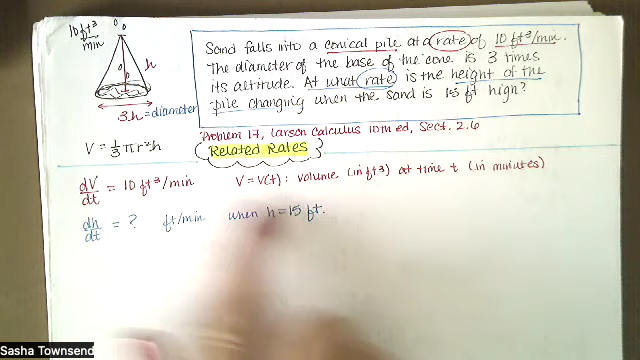 10 ft³/min
h
3h = diameter
V = 1/3 πr²h
Sand falls into a conical pile at a rate of 10 ft³/min.
The diameter of the base of the cone is 3 times
its altitude. At what rate is the height of the
pile changing when the sand is 15 ft high?
Problem 17, Larson Calculus 10th ed, Sect. 2.6
Related Rates
dV/dt = 10 ft³/min V = V(t): volume (in ft³) at time t (in minutes)
dh/dt = ? ft/min when h = 15 ft.
Sasha Townsend